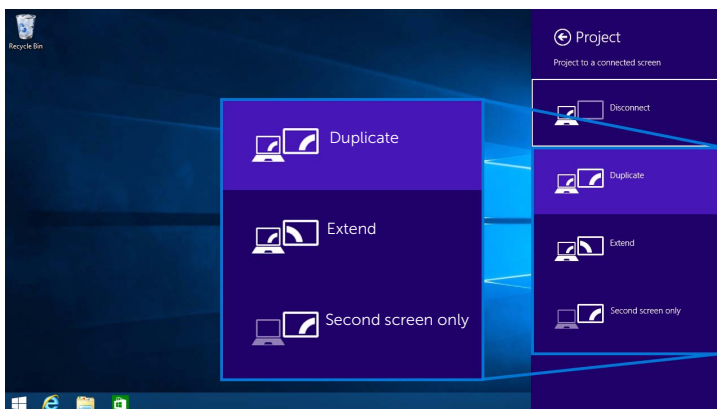 Recycle Bin
Project
Project to a connected screen
Disconnect
Duplicate
Extend
Second screen only
Duplicate
Extend
Second screen only